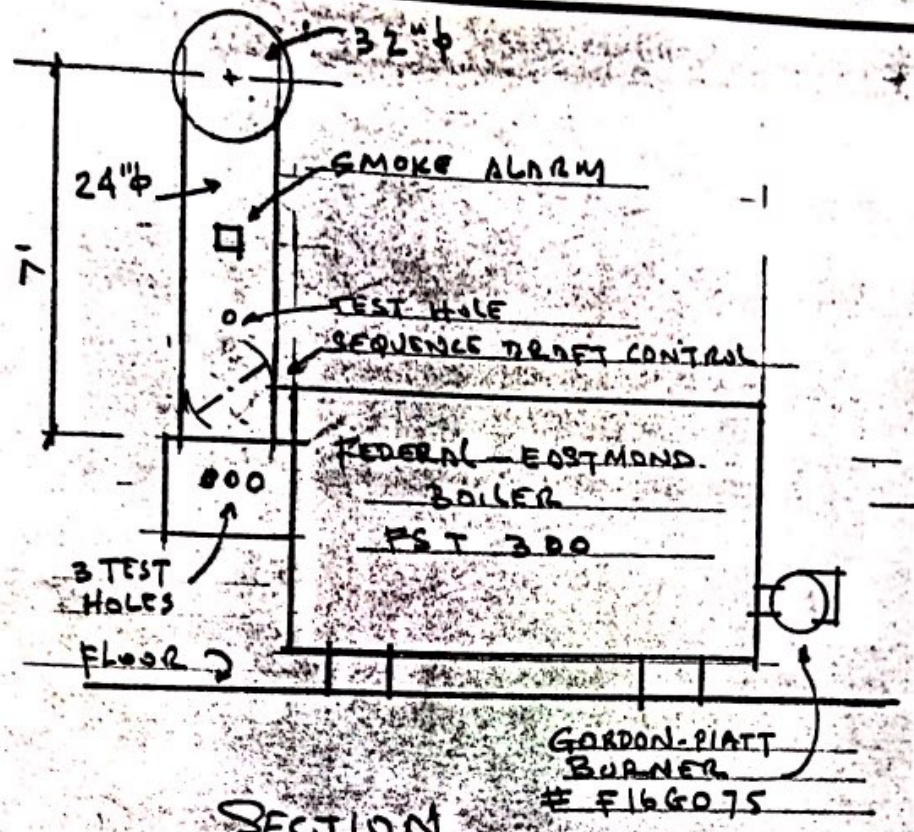 32"ϕ
24"ϕ
SMOKE ALARM
7'
TEST HOLE
SEQUENCE DRAFT CONTROL
FEDERAL-EASTMOND.
BOILER
FST 300
3 TEST
HOLES
FLOOR
GORDON-PIATT
BURNER
# F16GO75
SECTION